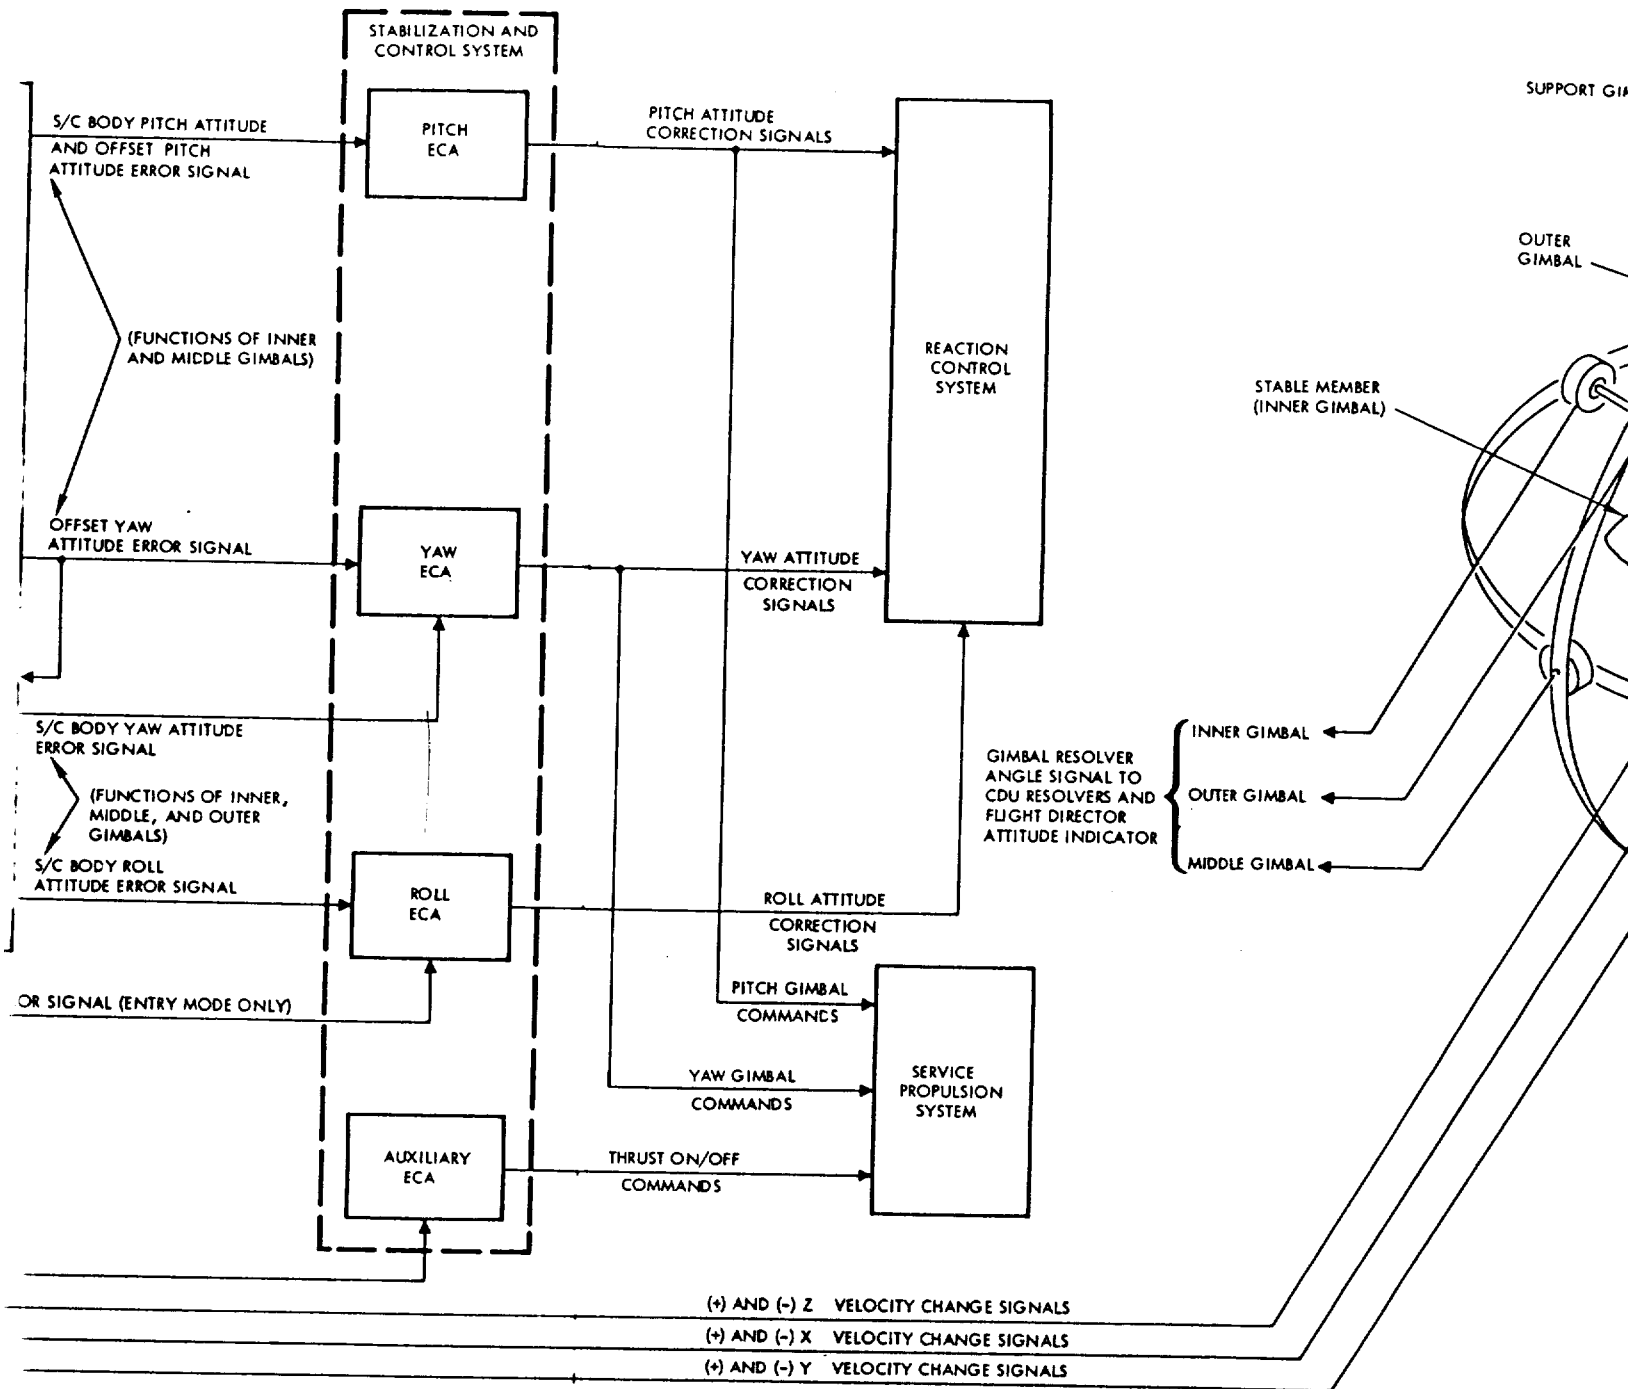 STABILIZATION AND
CONTROL SYSTEM
S/C BODY PITCH ATTITUDE
AND OFFSET PITCH
ATTITUDE ERROR SIGNAL
PITCH
ECA
PITCH ATTITUDE
CORRECTION SIGNALS
(FUNCTIONS OF INNER
AND MIDDLE GIMBALS)
REACTION
CONTROL
SYSTEM
SUPPORT
OUTER
GIMBAL
STABLE MEMBER
(INNER GIMBAL)
OFFSET YAW
ATTITUDE ERROR SIGNAL
YAW
ECA
YAW ATTITUDE
CORRECTION
SIGNALS
S/C BODY YAW ATTITUDE
ERROR SIGNAL
(FUNCTIONS OF INNER,
MIDDLE, AND OUTER
GIMBALS)
S/C BODY ROLL
ATTITUDE ERROR SIGNAL
ROLL
ECA
ROLL ATTITUDE
CORRECTION
SIGNALS
GIMBAL RESOLVER
ANGLE SIGNAL TO
CDU RESOLVERS AND
FLIGHT DIRECTOR
ATTITUDE INDICATOR
INNER GIMBAL
OUTER GIMBAL
MIDDLE GIMBAL
OR SIGNAL (ENTRY MODE ONLY)
PITCH GIMBAL
COMMANDS
YAW GIMBAL
COMMANDS
SERVICE
PROPULSION
SYSTEM
AUXILIARY
ECA
THRUST ON/OFF
COMMANDS
(+) AND (-) Z VELOCITY CHANGE SIGNALS
(+) AND (-) X VELOCITY CHANGE SIGNALS
(+) AND (-) Y VELOCITY CHANGE SIGNALS